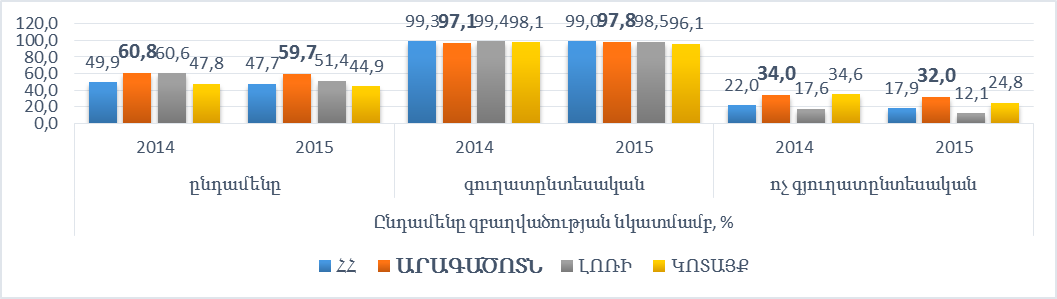 120,0
100,0
80,0
60,0
40,0
20,0
0,0
49,9 60,8 60,6 47,8 47,7 59,7 51,4 44,9 99,3 97,1 99,4 98,1 99,0 97,8 98,5 96,1 22,0 34,0 17,6 34,6 17,9 32,0 12,1 24,8
2014 2015 2014 2015 2014 2015
ընդամենը գուղատընտեսական ոչ գյուղատընտեսական
Ընդամենը զբաղվածության նկատմամբ, %
ՀՀ ԱՐԱԳԱԾՈՏՆ ԼՈՌԻ ԿՈՏԱՅՔ